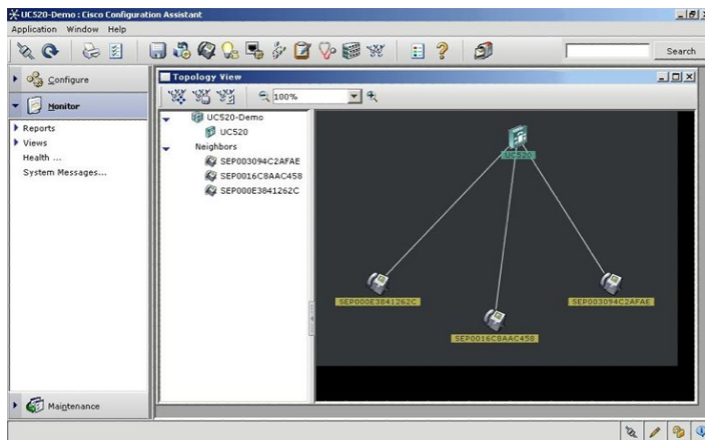 UC520-Demo : Cisco Configuration Assistant
Application Window Help
Search
Configure
Monitor
Reports
Views
Health ...
System Messages...
Maintenance
Topology View
100%
UC520-Demo
UC520
Neighbors
SEP003094C2AFAE
SEP0016C8AAC458
SEP000E3841262C
UC520
SEP000E3841262C
SEP003094C2AFAE
SEP0016C8AAC458